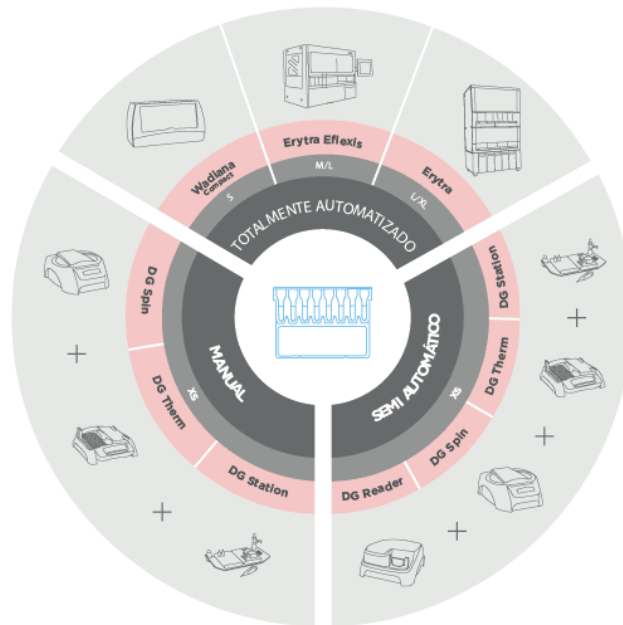 Erytra Eflexis
M/L
Wadiana
Compact
S
Erytra
L/XL
TOTALMENTE AUTOMATIZADO
DG Spin
DG Therm
DG Station
XS
MANUAL
DG Station
DG Therm
DG Spin
DG Reader
XS
SEMI AUTOMÁTICO